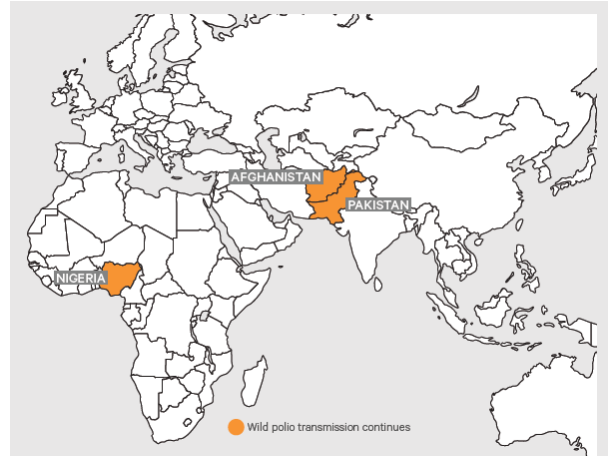 AFGHANISTAN
PAKISTAN
NIGERIA
Wild polio transmission continues